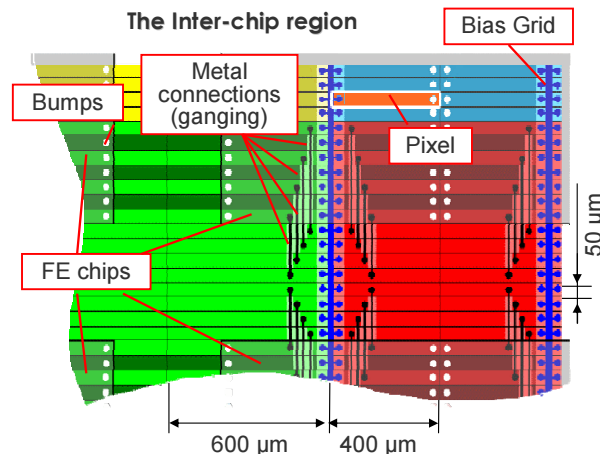 The Inter-chip region
Bias Grid
Metal
connections
(ganging)
Bumps
Pixel
FE chips
50 µm
600 µm
400 µm